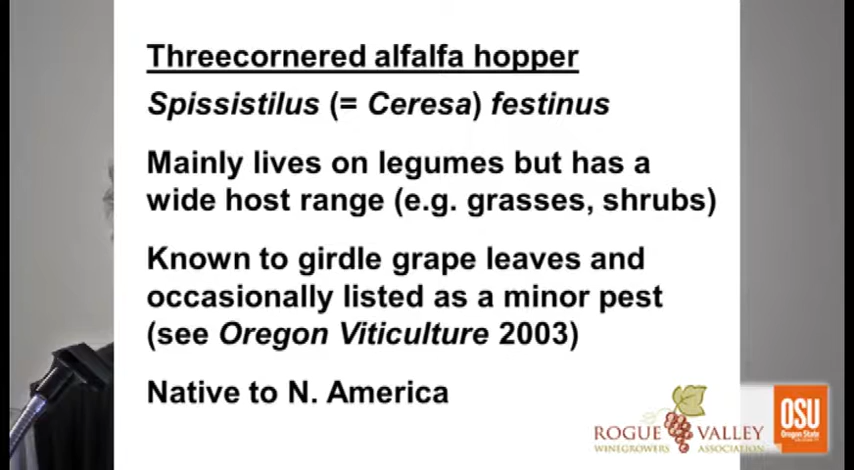 Threecornered alfalfa hopper
Spissistilus (= Ceresa) festinus
Mainly lives on legumes but has a
wide host range (e.g. grasses, shrubs)
Known to girdle grape leaves and
occasionally listed as a minor pest
(see Oregon Viticulture 2003)
Native to N. America
ROGUE VALLEY
WINEGROWERS ASSOCIATION
OSU
Oregon State